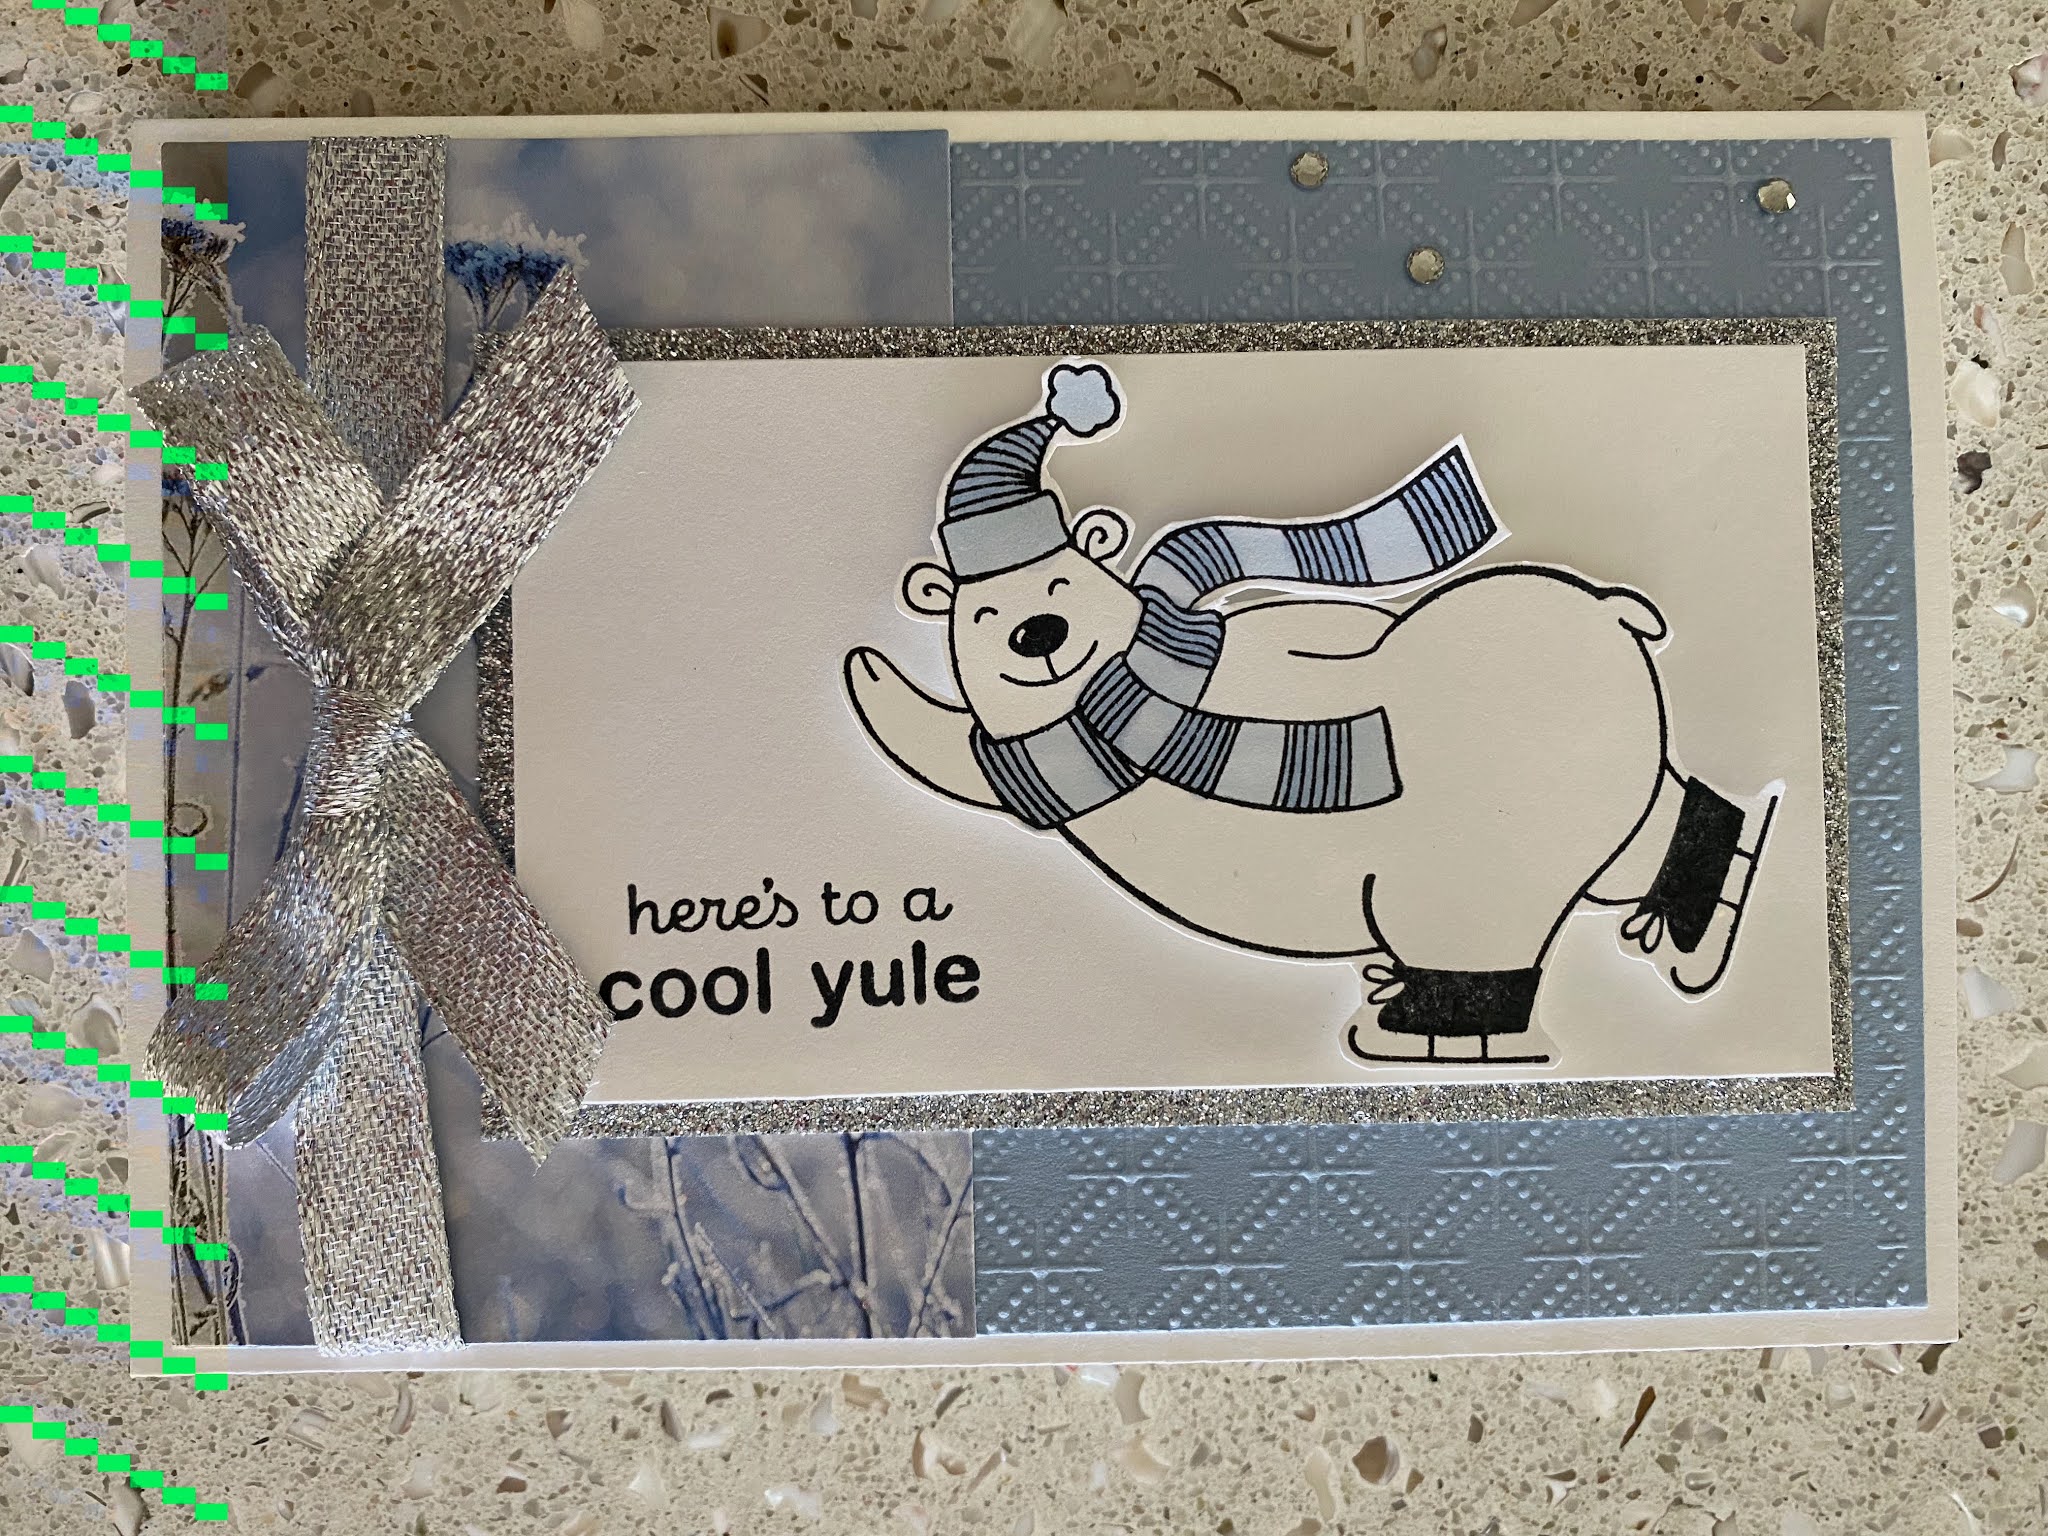 here's to a
cool yule